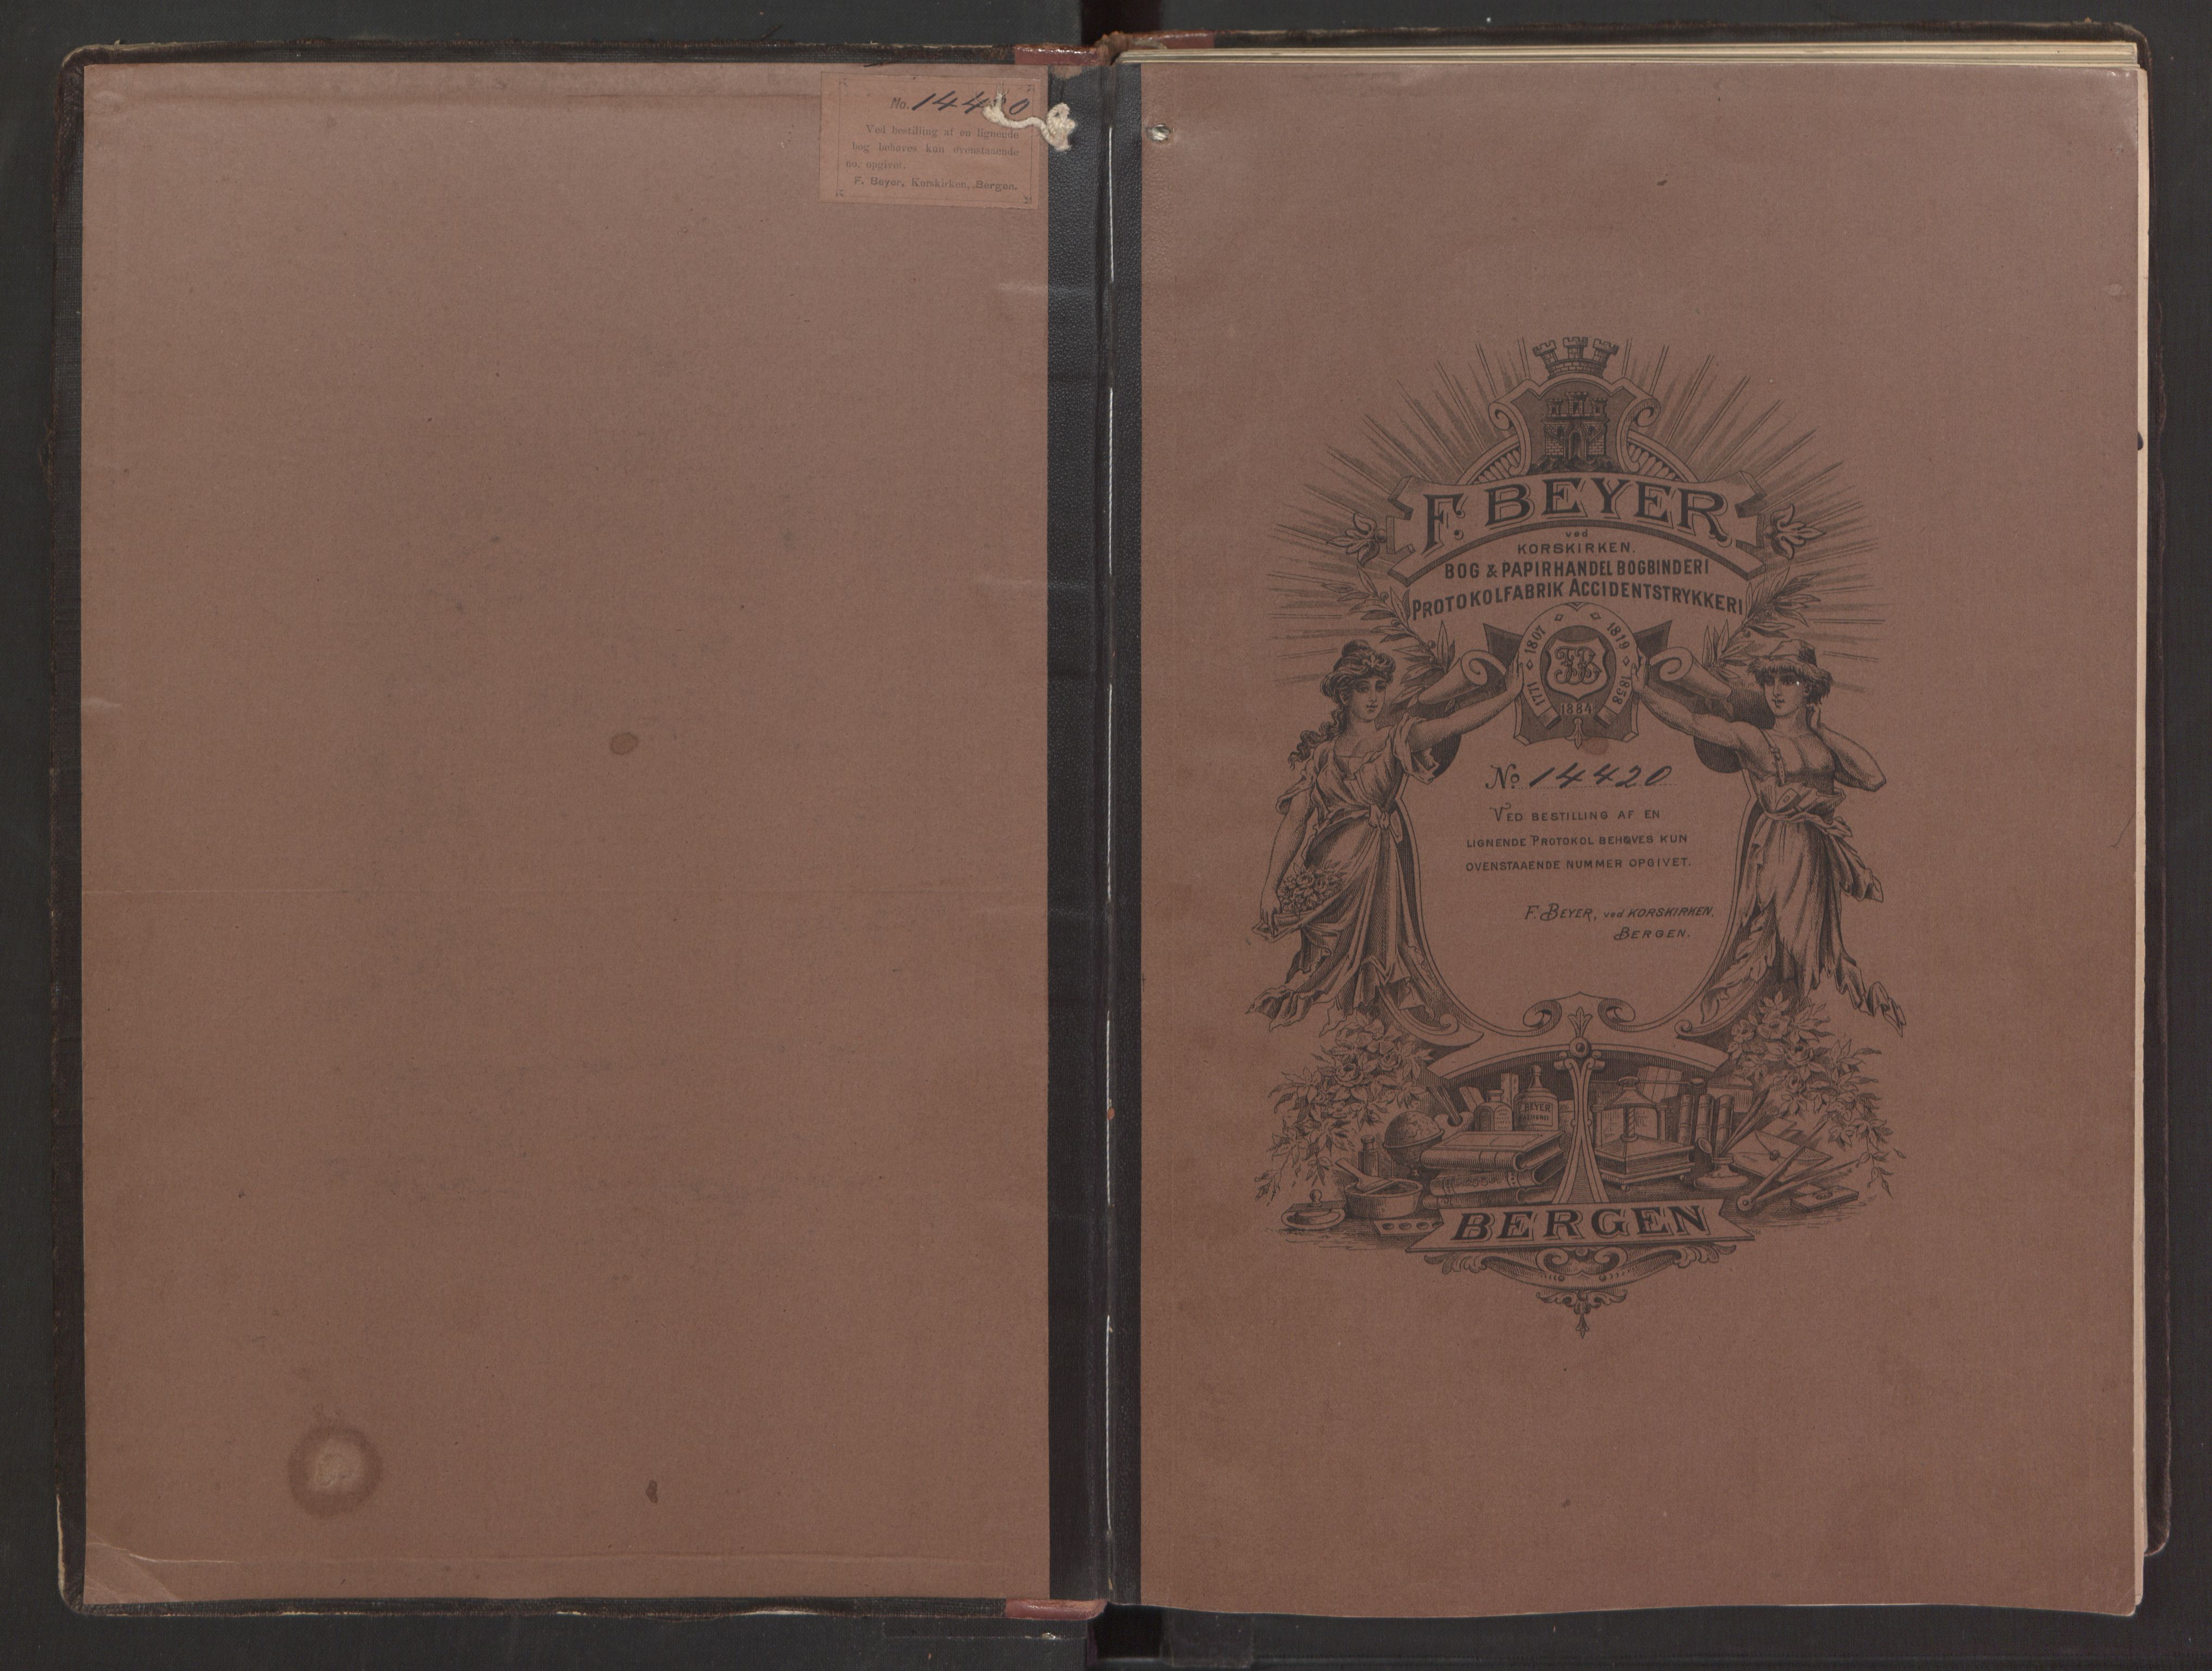 No. 14420
Ved bestilling af en lignende
bog behøves kun ovenstaaende
no. opgivet.
F. Beyer, Korskirken, Bergen.
F. BEYER
ved
KORSKIRKEN.
BOG & PAPIRHANDEL BOGBINDERI
PROTOKOLFABRIK ACCIDENTSTRYKKERI
1771 1807 1819 1838
FB
1884
No. 14420
VED BESTILLING AF EN
LIGNENDE PROTOKOL BEHØVES KUN
OVENSTAAENDE NUMMER OPGIVET.
F. BEYER, ved KORSKIRKEN,
BERGEN.
BEYER
BERGEN